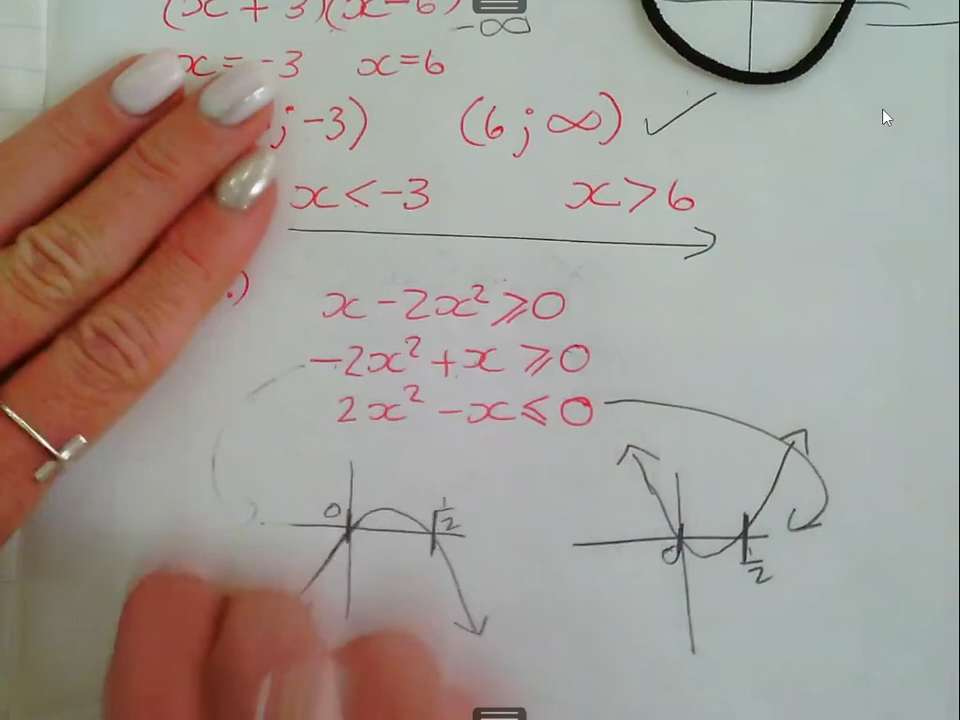 (x+3)(x-6)
-∞
x = -3 x=6
; -3) (6 ; ∞) ✓
x < -3 x > 6
.) x - 2x² ≥ 0
-2x² + x ≥ 0
2x² - x ≤ 0
0 1/2
0 1/2